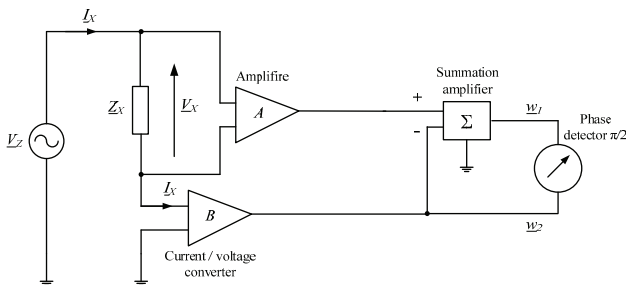 I_X
Amplifire
Summation
amplifier
Z_X
V_X
A
+
-
Σ
w_1
Phase
detector π/2
V_Z
I_X
B
w_2
Current / voltage
converter